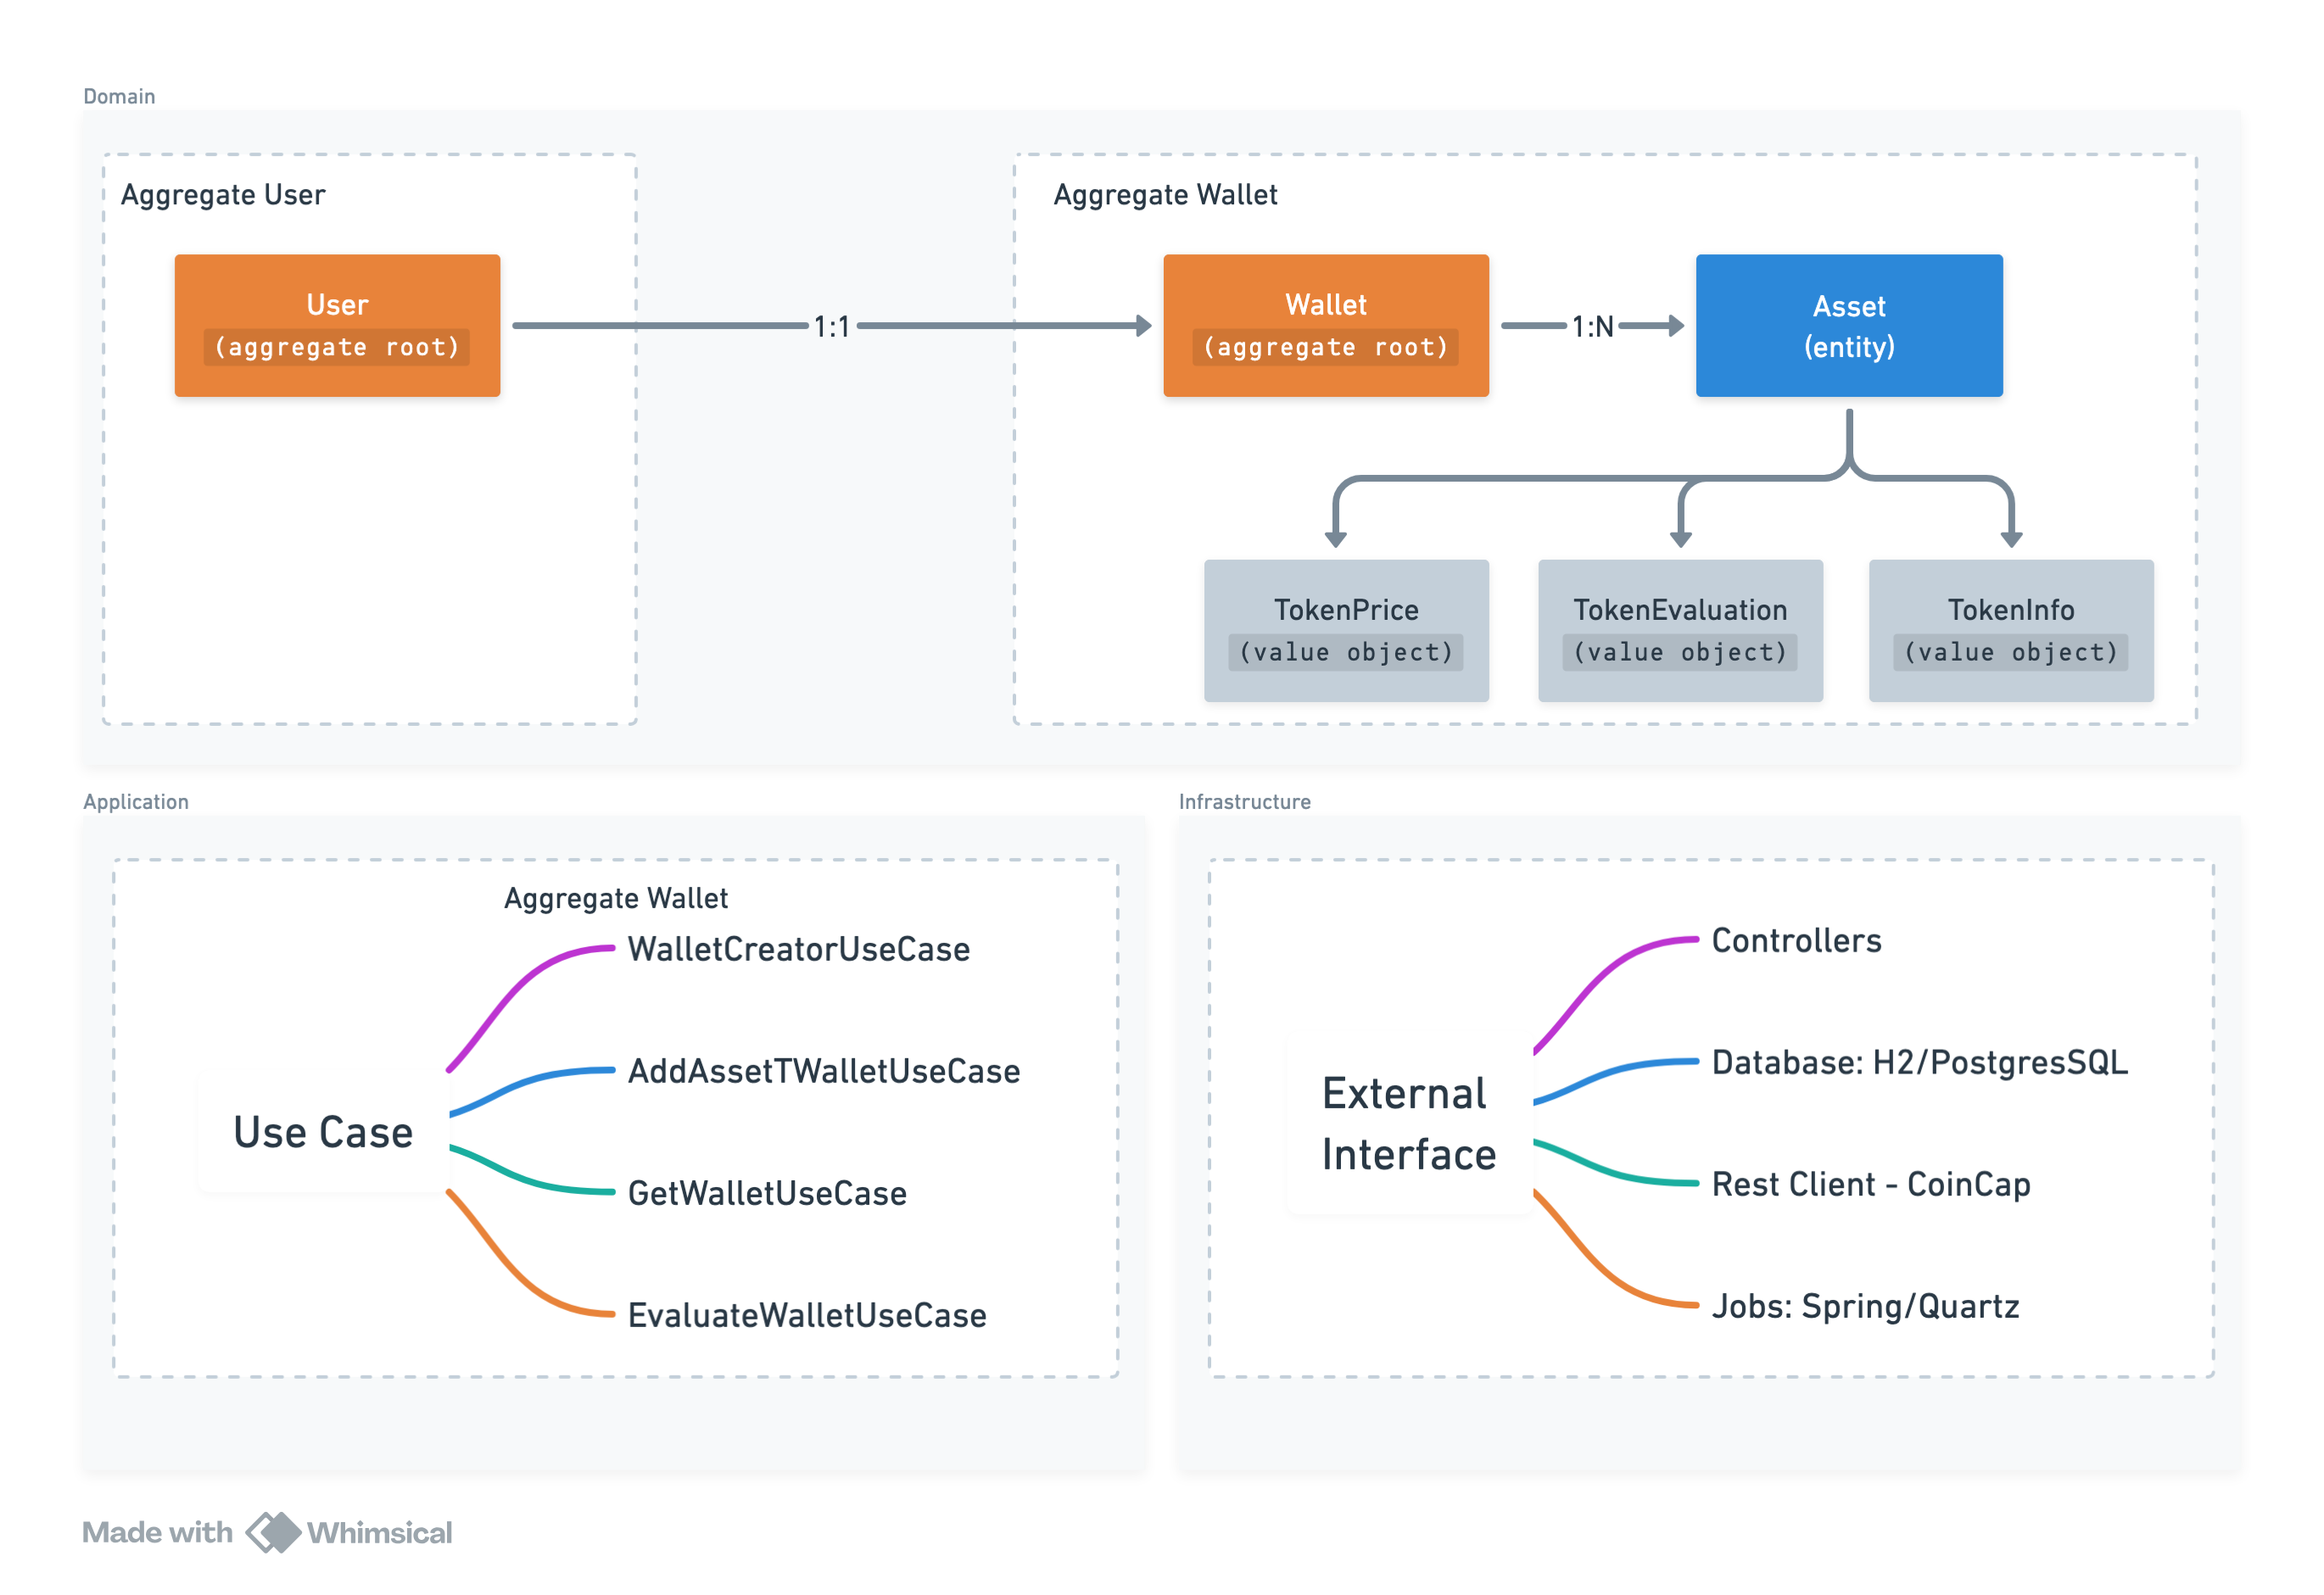 Domain
Aggregate User
User
(aggregate root)
1:1
Aggregate Wallet
Wallet
(aggregate root)
1:N
Asset
(entity)
TokenPrice
(value object)
TokenEvaluation
(value object)
TokenInfo
(value object)
Application
Aggregate Wallet
Use Case
WalletCreatorUseCase
AddAssetTWalletUseCase
GetWalletUseCase
EvaluateWalletUseCase
Infrastructure
External
Interface
Controllers
Database: H2/PostgresSQL
Rest Client - CoinCap
Jobs: Spring/Quartz
Made with Whimsical